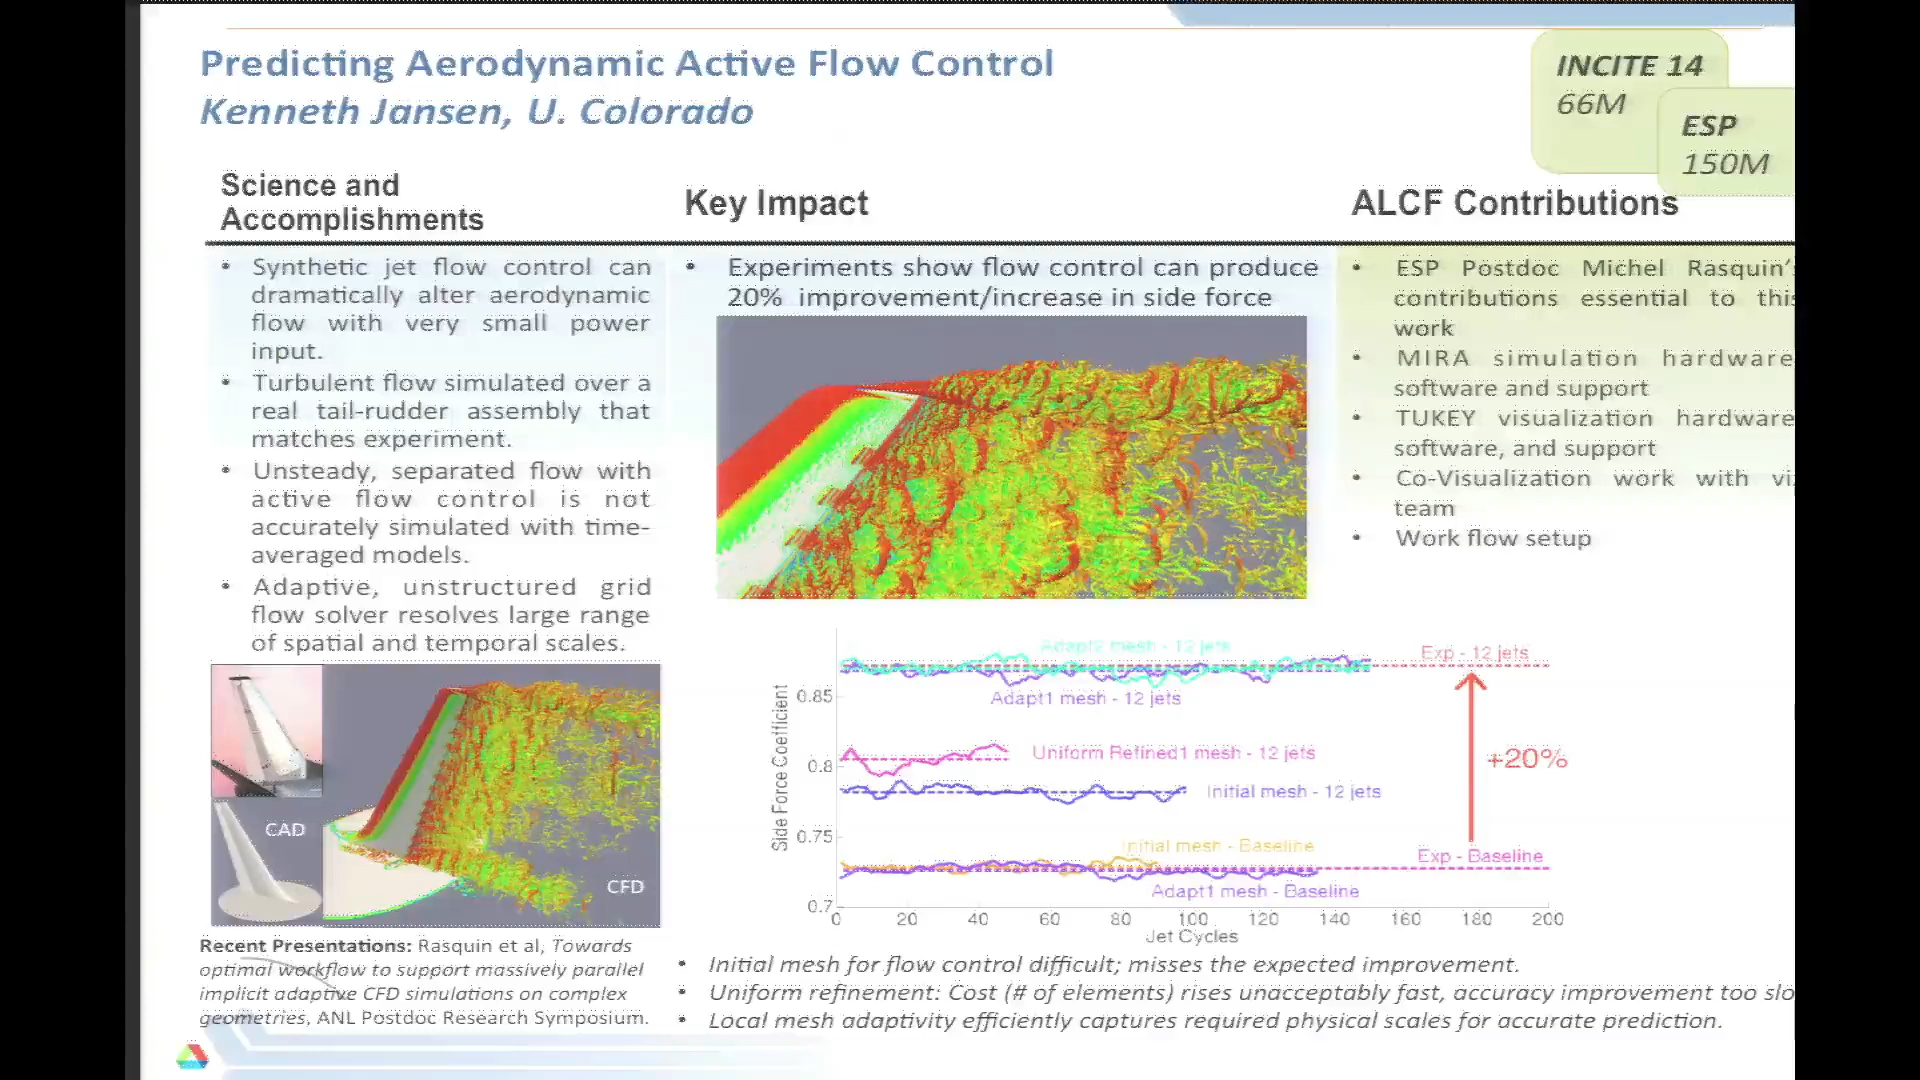 Predicting Aerodynamic Active Flow Control
Kenneth Jansen, U. Colorado
INCITE 14
66M
ESP
150M
Science and
Accomplishments
Key Impact
ALCF Contributions
• Synthetic jet flow control can
dramatically alter aerodynamic
flow with very small power
input.
• Turbulent flow simulated over a
real tail-rudder assembly that
matches experiment.
• Unsteady, separated flow with
active flow control is not
accurately simulated with time-
averaged models.
• Adaptive, unstructured grid
flow solver resolves large range
of spatial and temporal scales.
CAD
CFD
Recent Presentations: Rasquin et al, Towards
optimal workflow to support massively parallel
implicit adaptive CFD simulations on complex
geometries, ANL Postdoc Research Symposium.
• Experiments show flow control can produce
20% improvement/increase in side force
Adapt2 mesh - 12 jets
Exp - 12 jets
Adapt1 mesh - 12 jets
Uniform Refined1 mesh - 12 jets
+20%
Initial mesh - 12 jets
Initial mesh - Baseline
Exp - Baseline
Adapt1 mesh - Baseline
Side Force Coefficient
0.85
0.8
0.75
0.7
0 20 40 60 80 100 120 140 160 180 200
Jet Cycles
• Initial mesh for flow control difficult; misses the expected improvement.
• Uniform refinement: Cost (# of elements) rises unacceptably fast, accuracy improvement too slo
• Local mesh adaptivity efficiently captures required physical scales for accurate prediction.
• ESP Postdoc Michel Rasquin's
contributions essential to this
work
• MIRA simulation hardware
software and support
• TUKEY visualization hardware
software, and support
• Co-Visualization work with vi
team
• Work flow setup